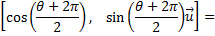 [cos((θ + 2π)/2), sin((θ + 2π)/2)u⃗] =